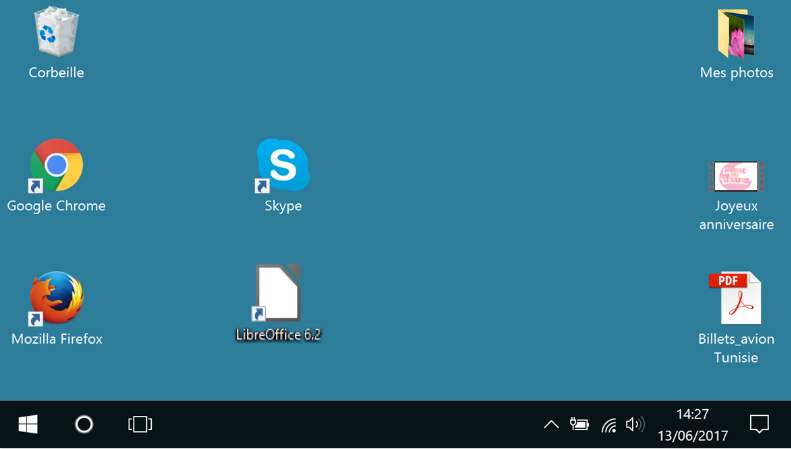 Corbeille
Mes photos
Google Chrome
Skype
Joyeux
anniversaire
Mozilla Firefox
LibreOffice 6.2
PDF
Billets_avion
Tunisie
14:27
13/06/2017